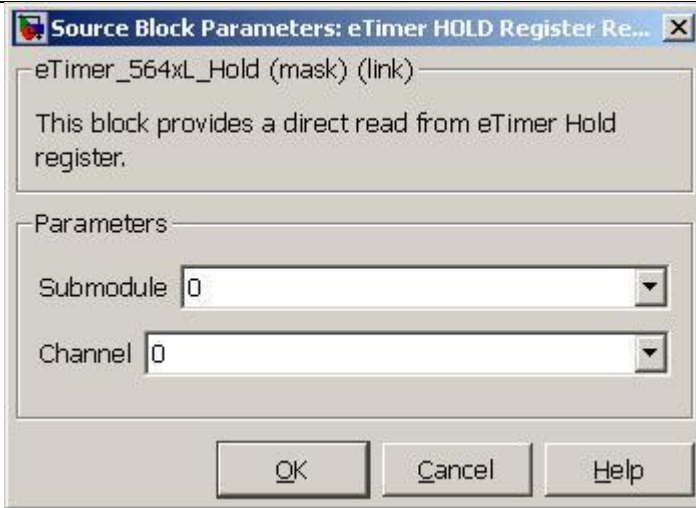 Source Block Parameters: eTimer HOLD Register Re...
eTimer_564xL_Hold (mask) (link)
This block provides a direct read from eTimer Hold
register.
Parameters
Submodule 0
Channel 0
OK Cancel Help